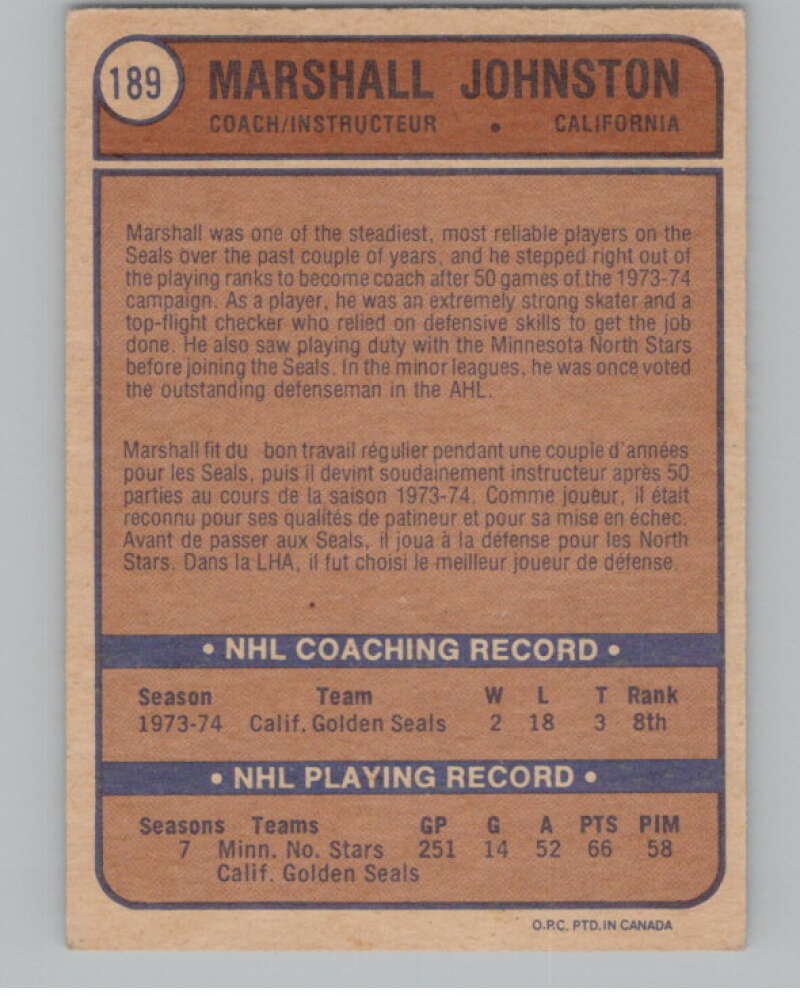 189
MARSHALL JOHNSTON
COACH/INSTRUCTEUR • CALIFORNIA
Marshall was one of the steadiest, most reliable players on the
Seals over the past couple of years, and he stepped right out of
the playing ranks to become coach after 50 games of the 1973-74
campaign. As a player, he was an extremely strong skater and a
top-flight checker who relied on defensive skills to get the job
done. He also saw playing duty with the Minnesota North Stars
before joining the Seals. In the minor leagues, he was once voted
the outstanding defenseman in the AHL.
Marshall fit du bon travail régulier pendant une couple d'années
pour les Seals, puis il devint soudainement instructeur après 50
parties au cours de la saison 1973-74. Comme joueur, il était
reconnu pour ses qualités de patineur et pour sa mise en échec.
Avant de passer aux Seals, il joua à la défense pour les North
Stars. Dans la LHA, il fut choisi le meilleur joueur de défense.
• NHL COACHING RECORD •
Season Team W L T Rank
1973-74 Calif. Golden Seals 2 18 3 8th
• NHL PLAYING RECORD •
Seasons Teams GP G A PTS PIM
7 Minn. No. Stars 251 14 52 66 58
Calif. Golden Seals
O.P.C. PTD. IN CANADA